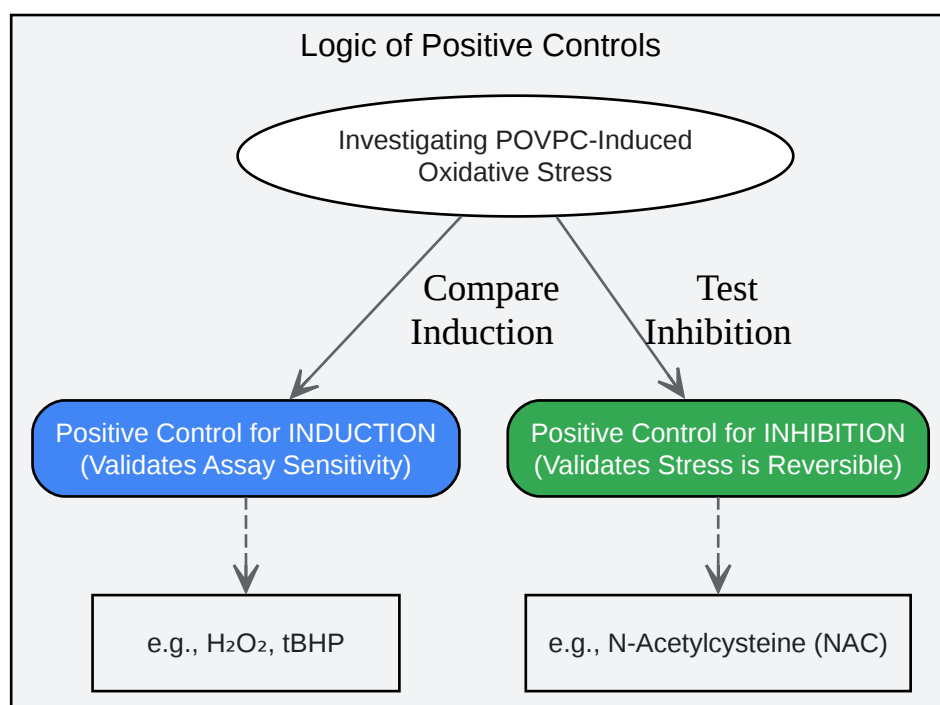 Logic of Positive Controls
Investigating POVPC-Induced
Oxidative Stress
Compare
Induction
Test
Inhibition
Positive Control for INDUCTION
(Validates Assay Sensitivity)
Positive Control for INHIBITION
(Validates Stress is Reversible)
e.g., H₂O₂, tBHP
e.g., N-Acetylcysteine (NAC)